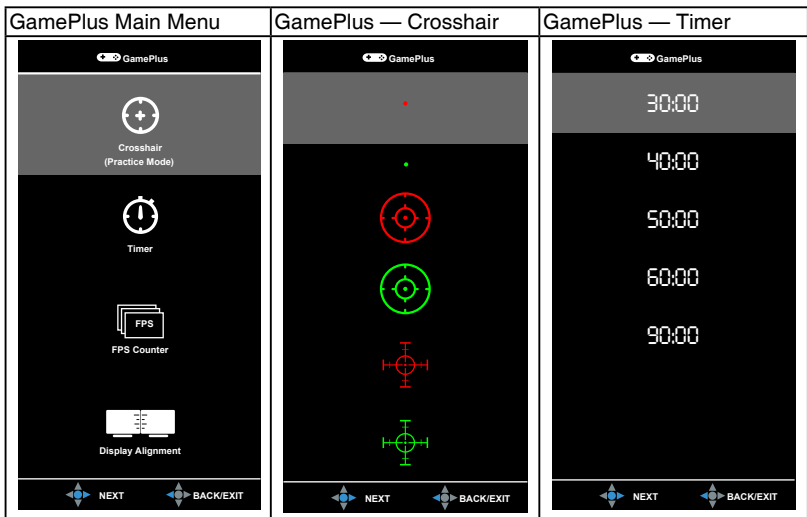 GamePlus Main Menu
GamePlus — Crosshair
GamePlus — Timer
GamePlus
Crosshair
(Practice Mode)
Timer
FPS
FPS Counter
Display Alignment
NEXT BACK/EXIT
GamePlus
NEXT BACK/EXIT
GamePlus
30:00
40:00
50:00
60:00
90:00
NEXT BACK/EXIT